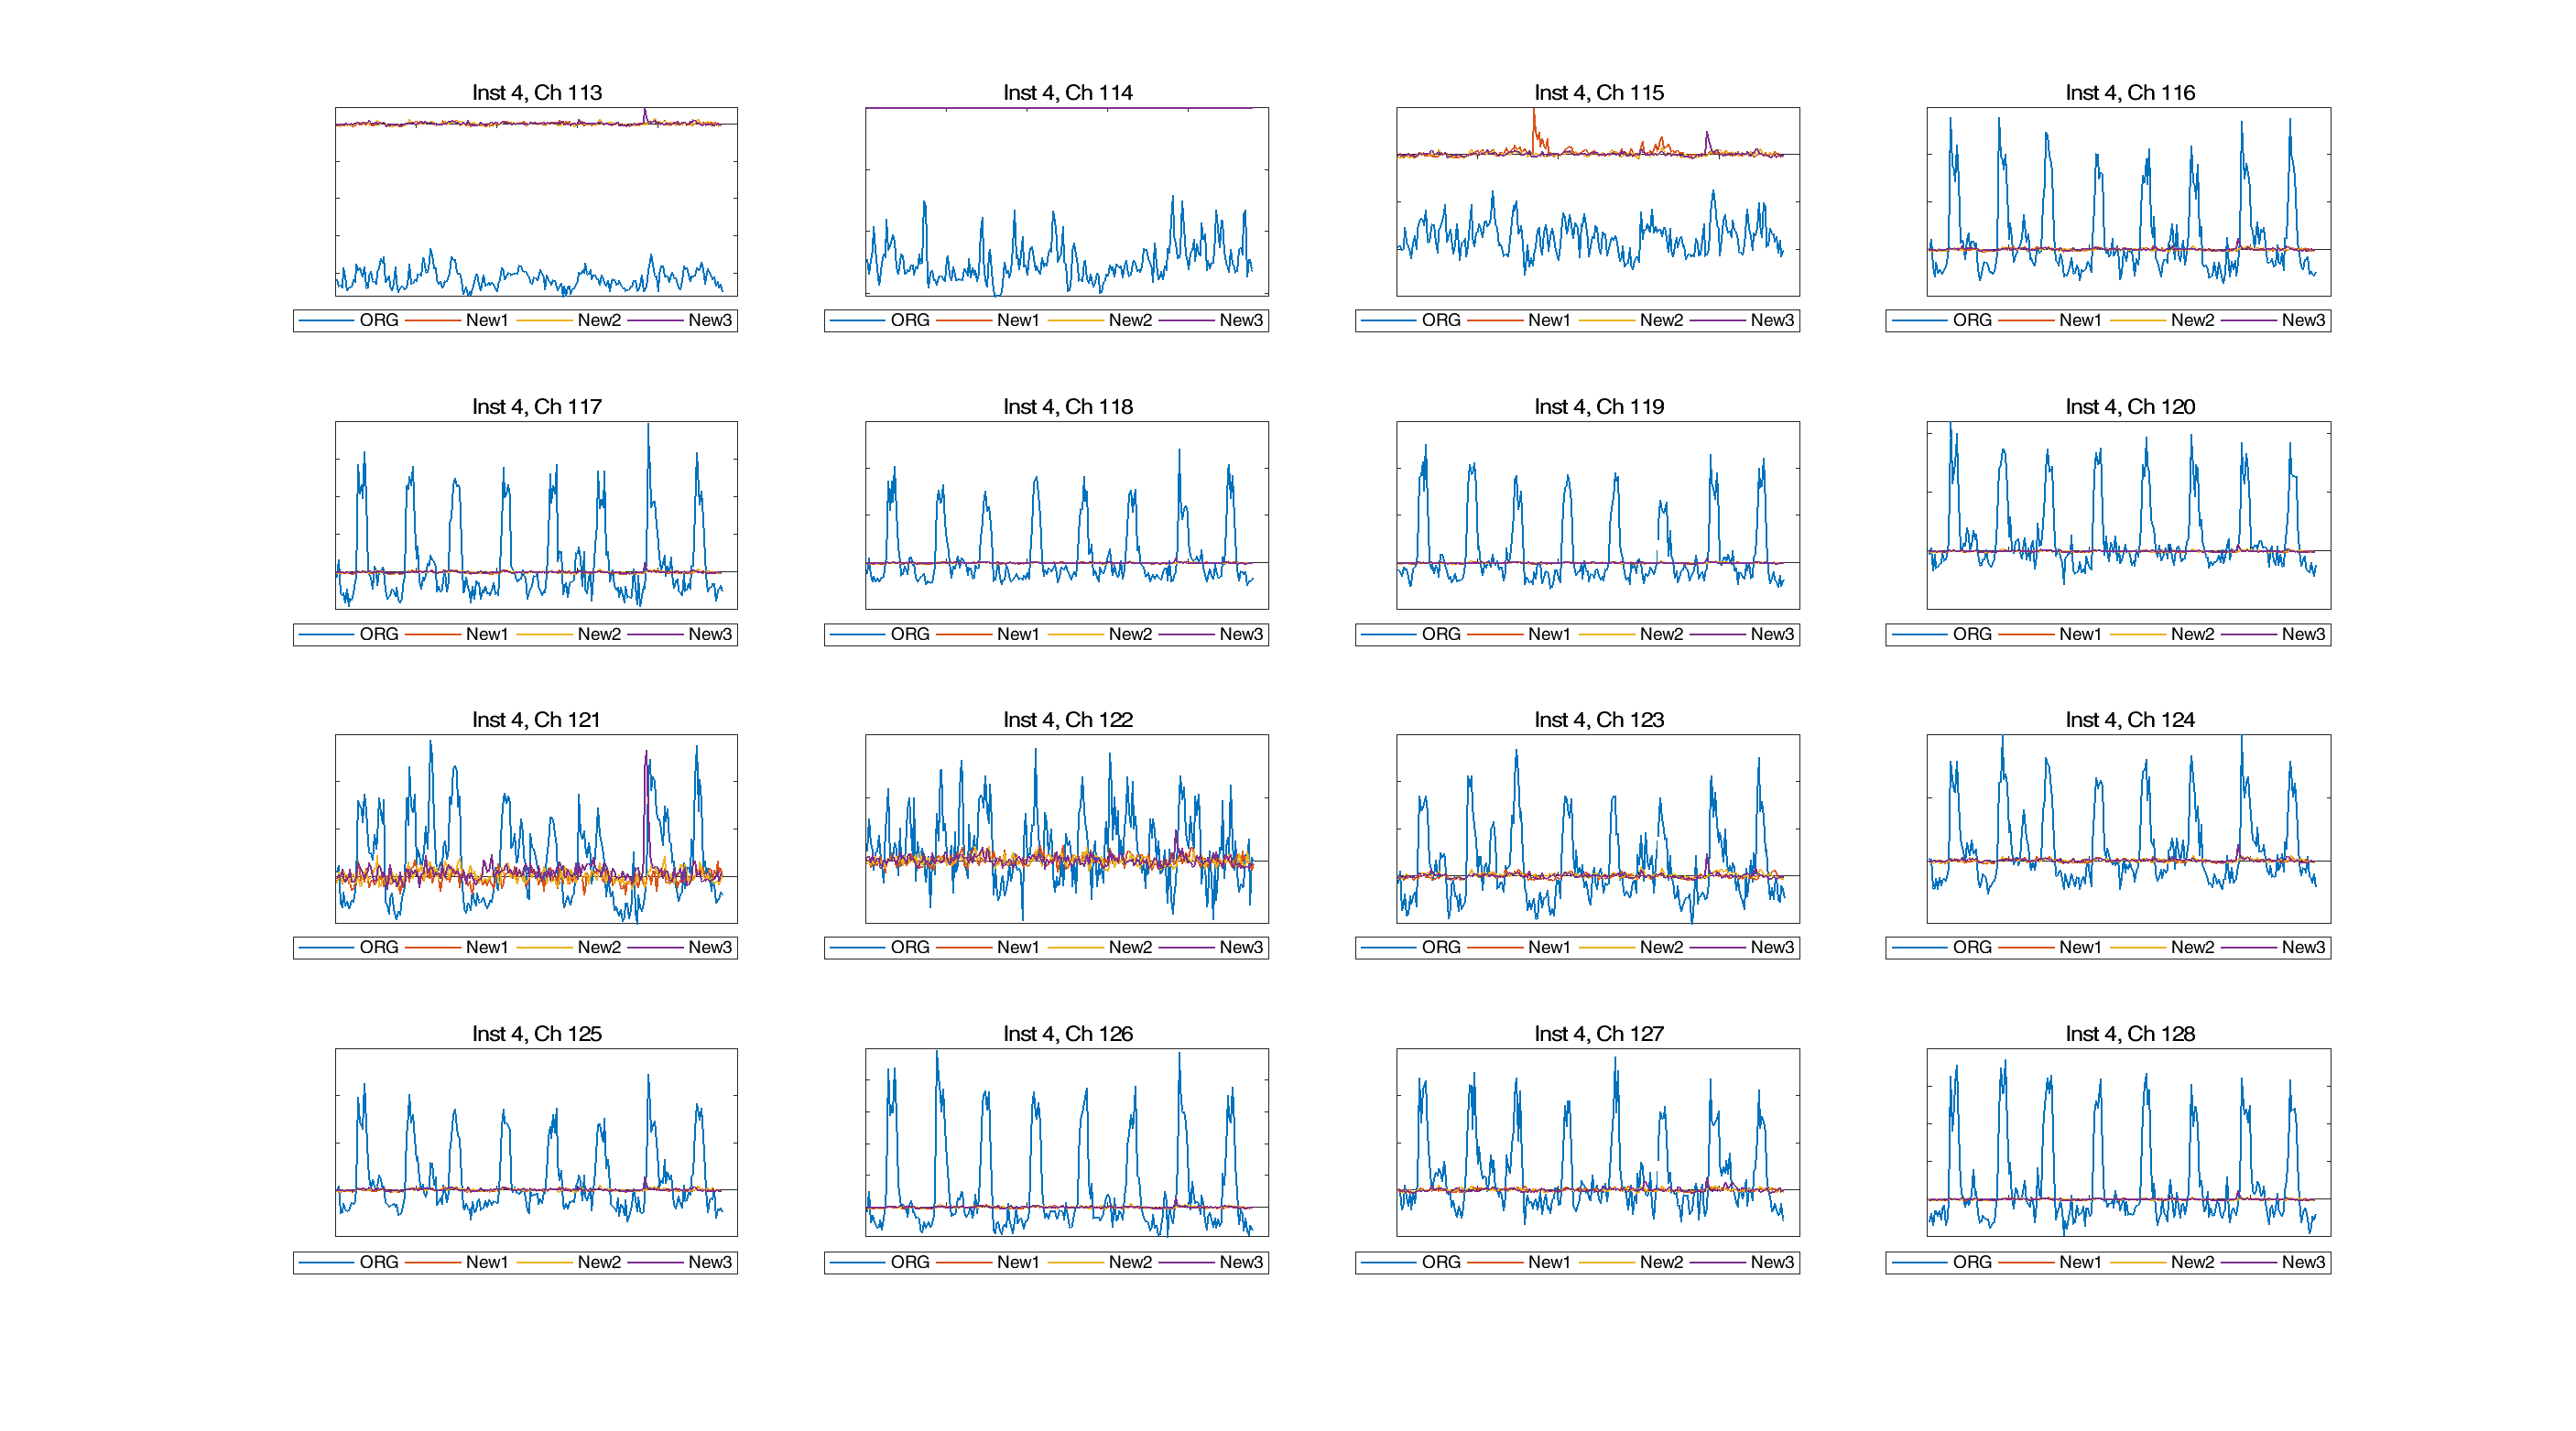 Inst 4, Ch 113
Inst 4, Ch 114
Inst 4, Ch 115
Inst 4, Ch 116
ORG New1 New2 New3
ORG New1 New2 New3
ORG New1 New2 New3
ORG New1 New2 New3
Inst 4, Ch 117
Inst 4, Ch 118
Inst 4, Ch 119
Inst 4, Ch 120
ORG New1 New2 New3
ORG New1 New2 New3
ORG New1 New2 New3
ORG New1 New2 New3
Inst 4, Ch 121
Inst 4, Ch 122
Inst 4, Ch 123
Inst 4, Ch 124
ORG New1 New2 New3
ORG New1 New2 New3
ORG New1 New2 New3
ORG New1 New2 New3
Inst 4, Ch 125
Inst 4, Ch 126
Inst 4, Ch 127
Inst 4, Ch 128
ORG New1 New2 New3
ORG New1 New2 New3
ORG New1 New2 New3
ORG New1 New2 New3